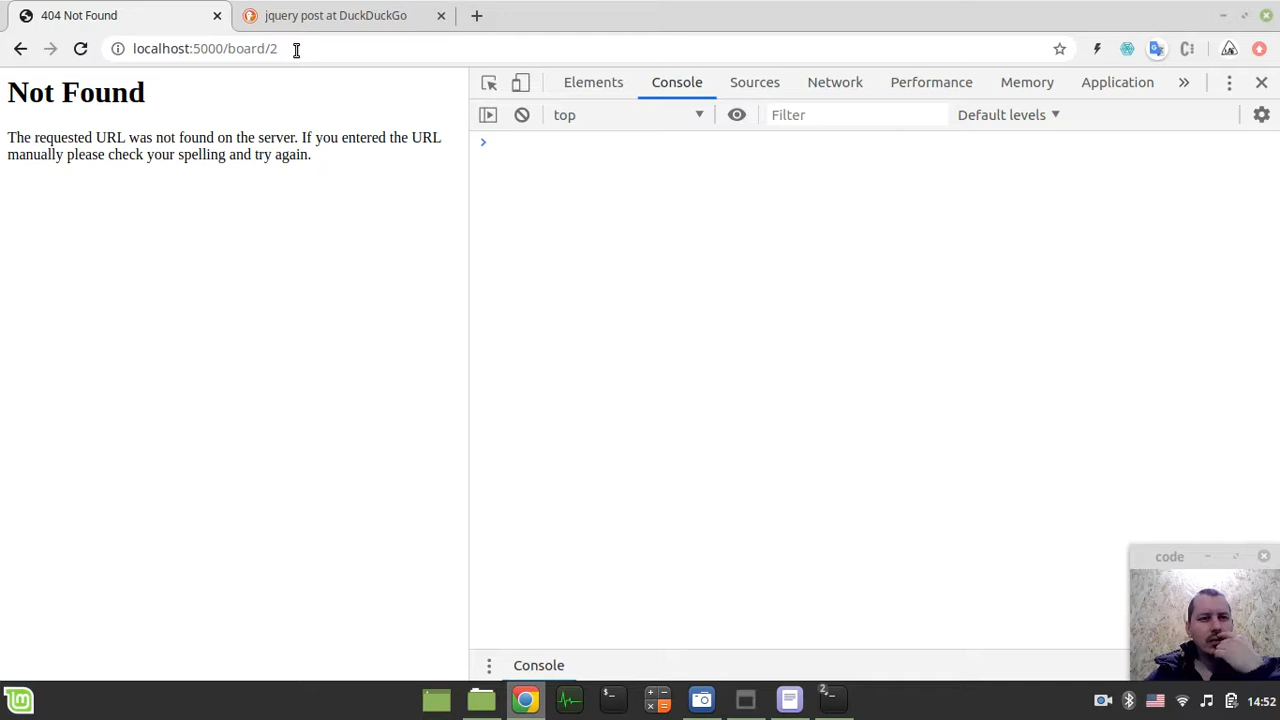 404 Not Found
jquery post at DuckDuckGo
localhost:5000/board/2
Not Found
The requested URL was not found on the server. If you entered the URL
manually please check your spelling and try again.
Elements Console Sources Network Performance Memory Application
top Filter Default levels
Console
code
14:52